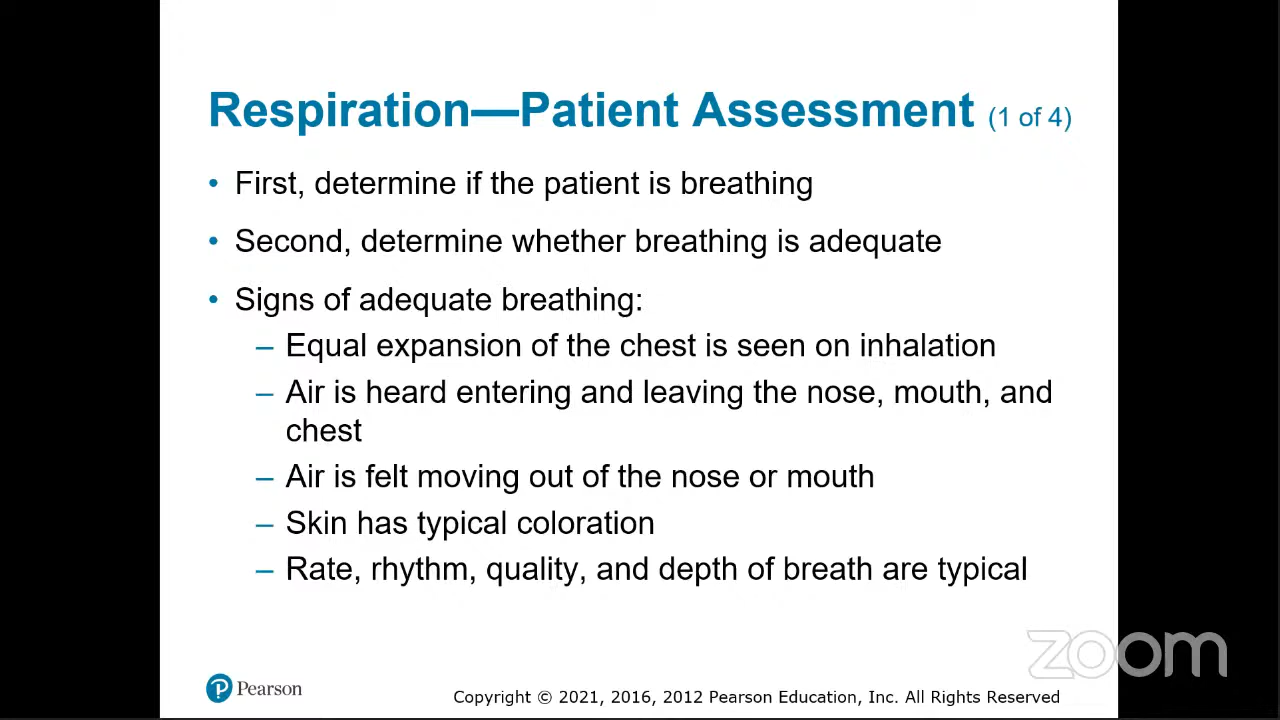 Respiration—Patient Assessment (1 of 4)
• First, determine if the patient is breathing
• Second, determine whether breathing is adequate
• Signs of adequate breathing:
– Equal expansion of the chest is seen on inhalation
– Air is heard entering and leaving the nose, mouth, and
chest
– Air is felt moving out of the nose or mouth
– Skin has typical coloration
– Rate, rhythm, quality, and depth of breath are typical
zoom
Pearson
Copyright © 2021, 2016, 2012 Pearson Education, Inc. All Rights Reserved